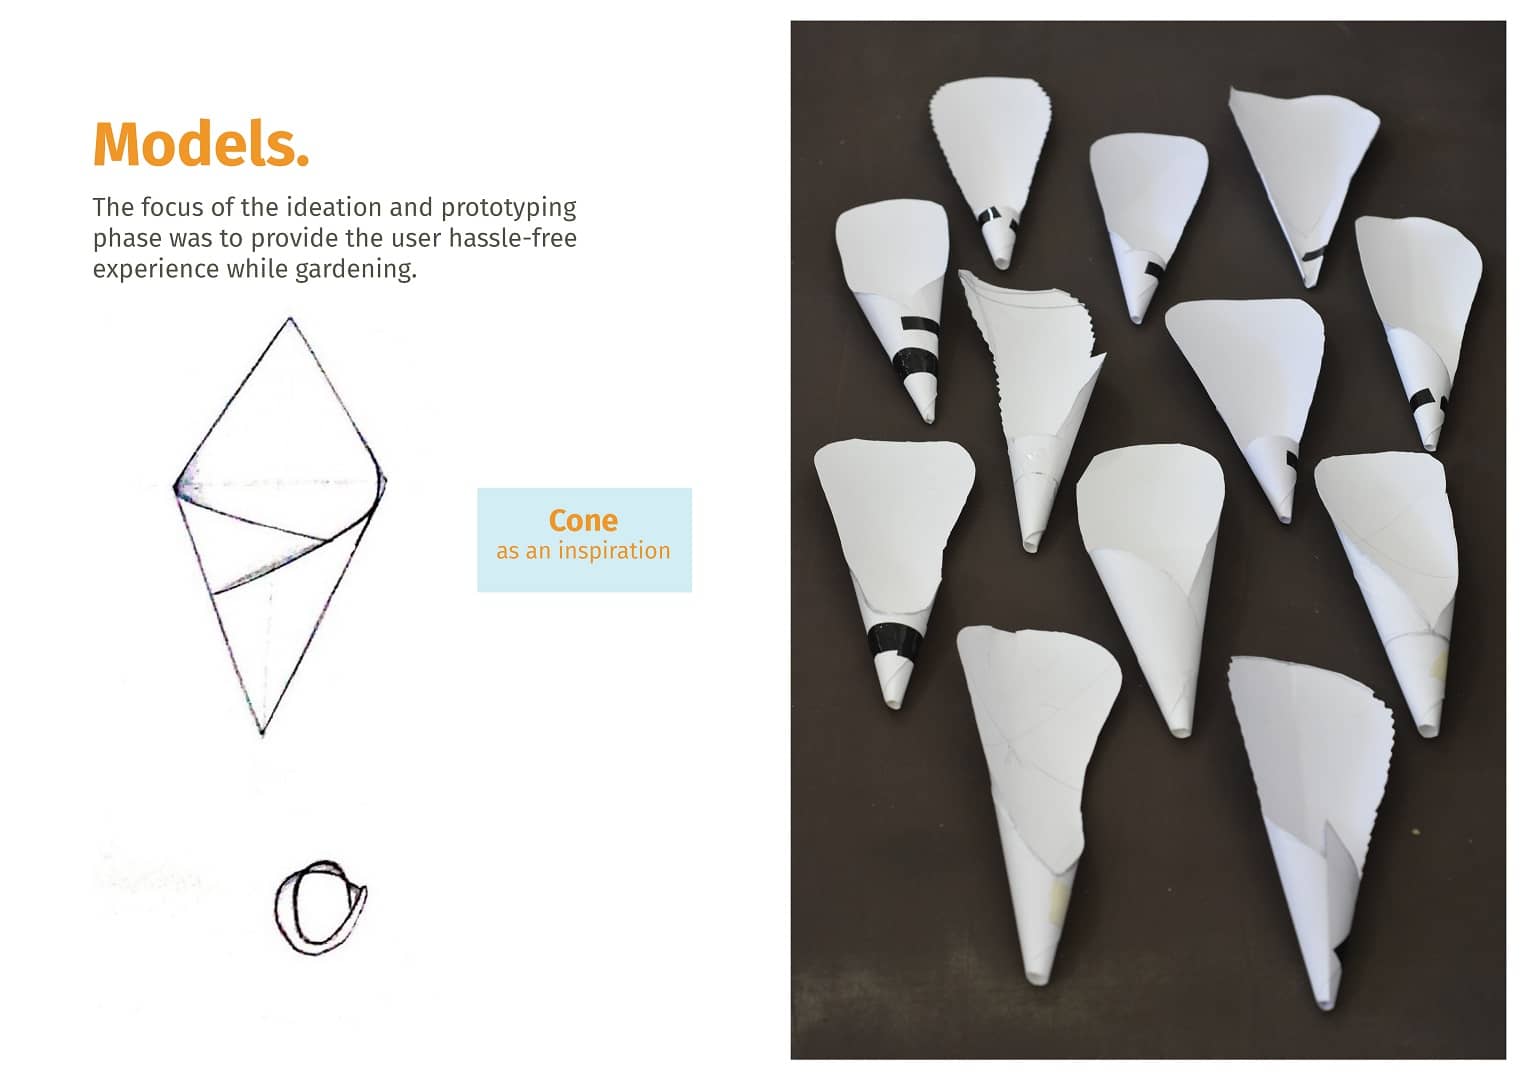 Models.
The focus of the ideation and prototyping
phase was to provide the user hassle-free
experience while gardening.
Cone
as an inspiration